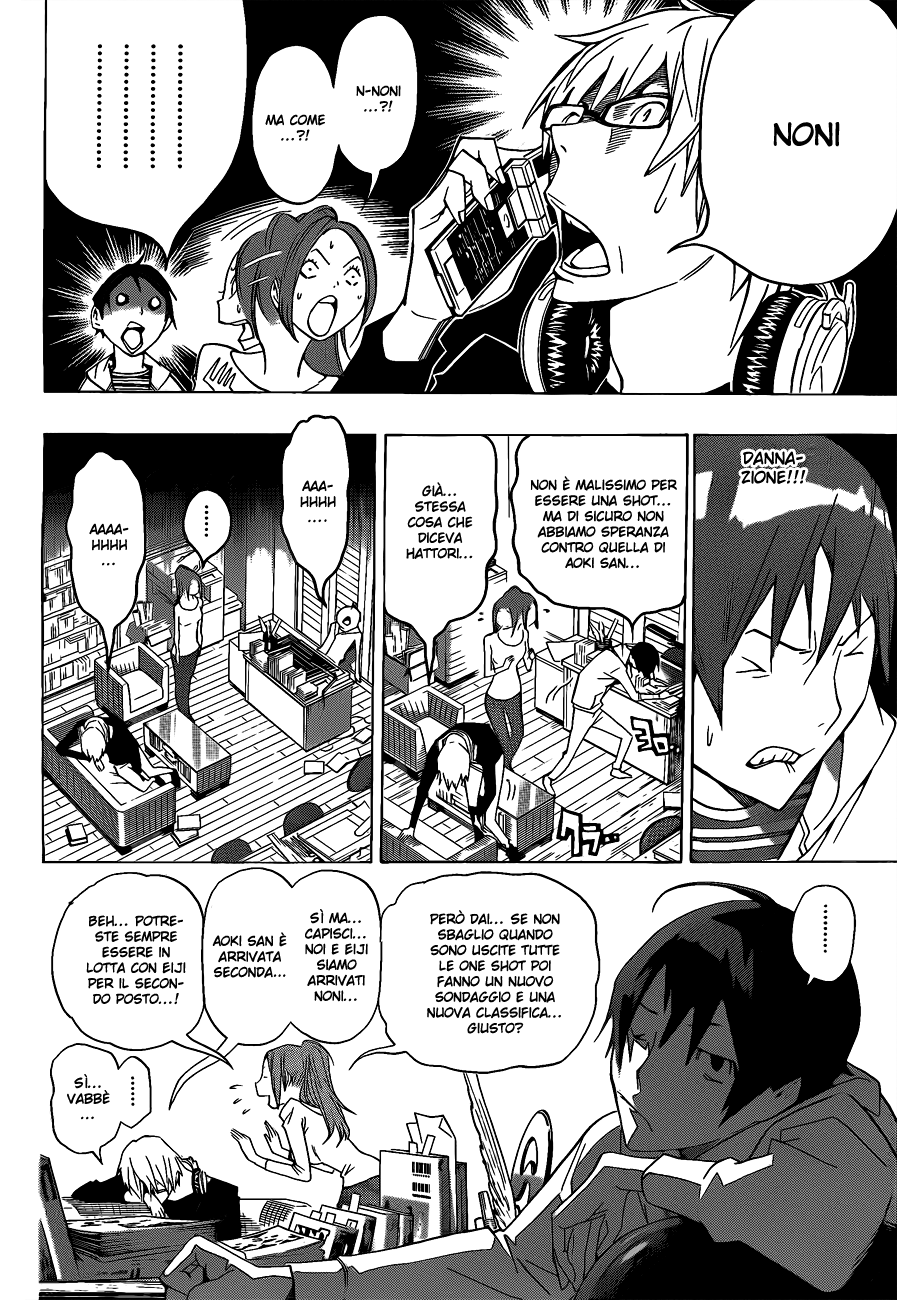 NONI
N-NONI
...?!
MA COME
...?!
DANNA-
ZIONE!!!
NON È MALISSIMO PER
ESSERE UNA SHOT...
MA DI SICURO NON
ABBIAMO SPERANZA
CONTRO QUELLA DI
AOKI SAN...
GIÀ...
STESSA
COSA CHE
DICEVA
HATTORI...
ヨロ...
クラ...
AAA-
HHHH
....
AAAA-
HHHH
...
PERÒ DAI... SE NON
SBAGLIO QUANDO
SONO USCITE TUTTE
LE ONE SHOT POI
FANNO UN NUOVO
SONDAGGIO E UNA
NUOVA CLASSIFICA...
GIUSTO?
SÌ MA...
CAPISCI...
NOI E EIJI
SIAMO
ARRIVATI
NONI...
AOKI SAN È
ARRIVATA
SECONDA...
BEH... POTRE-
STE SEMPRE
ESSERE IN
LOTTA CON EIJI
PER IL SECON-
DO POSTO...!
SÌ...
VABBÈ
...